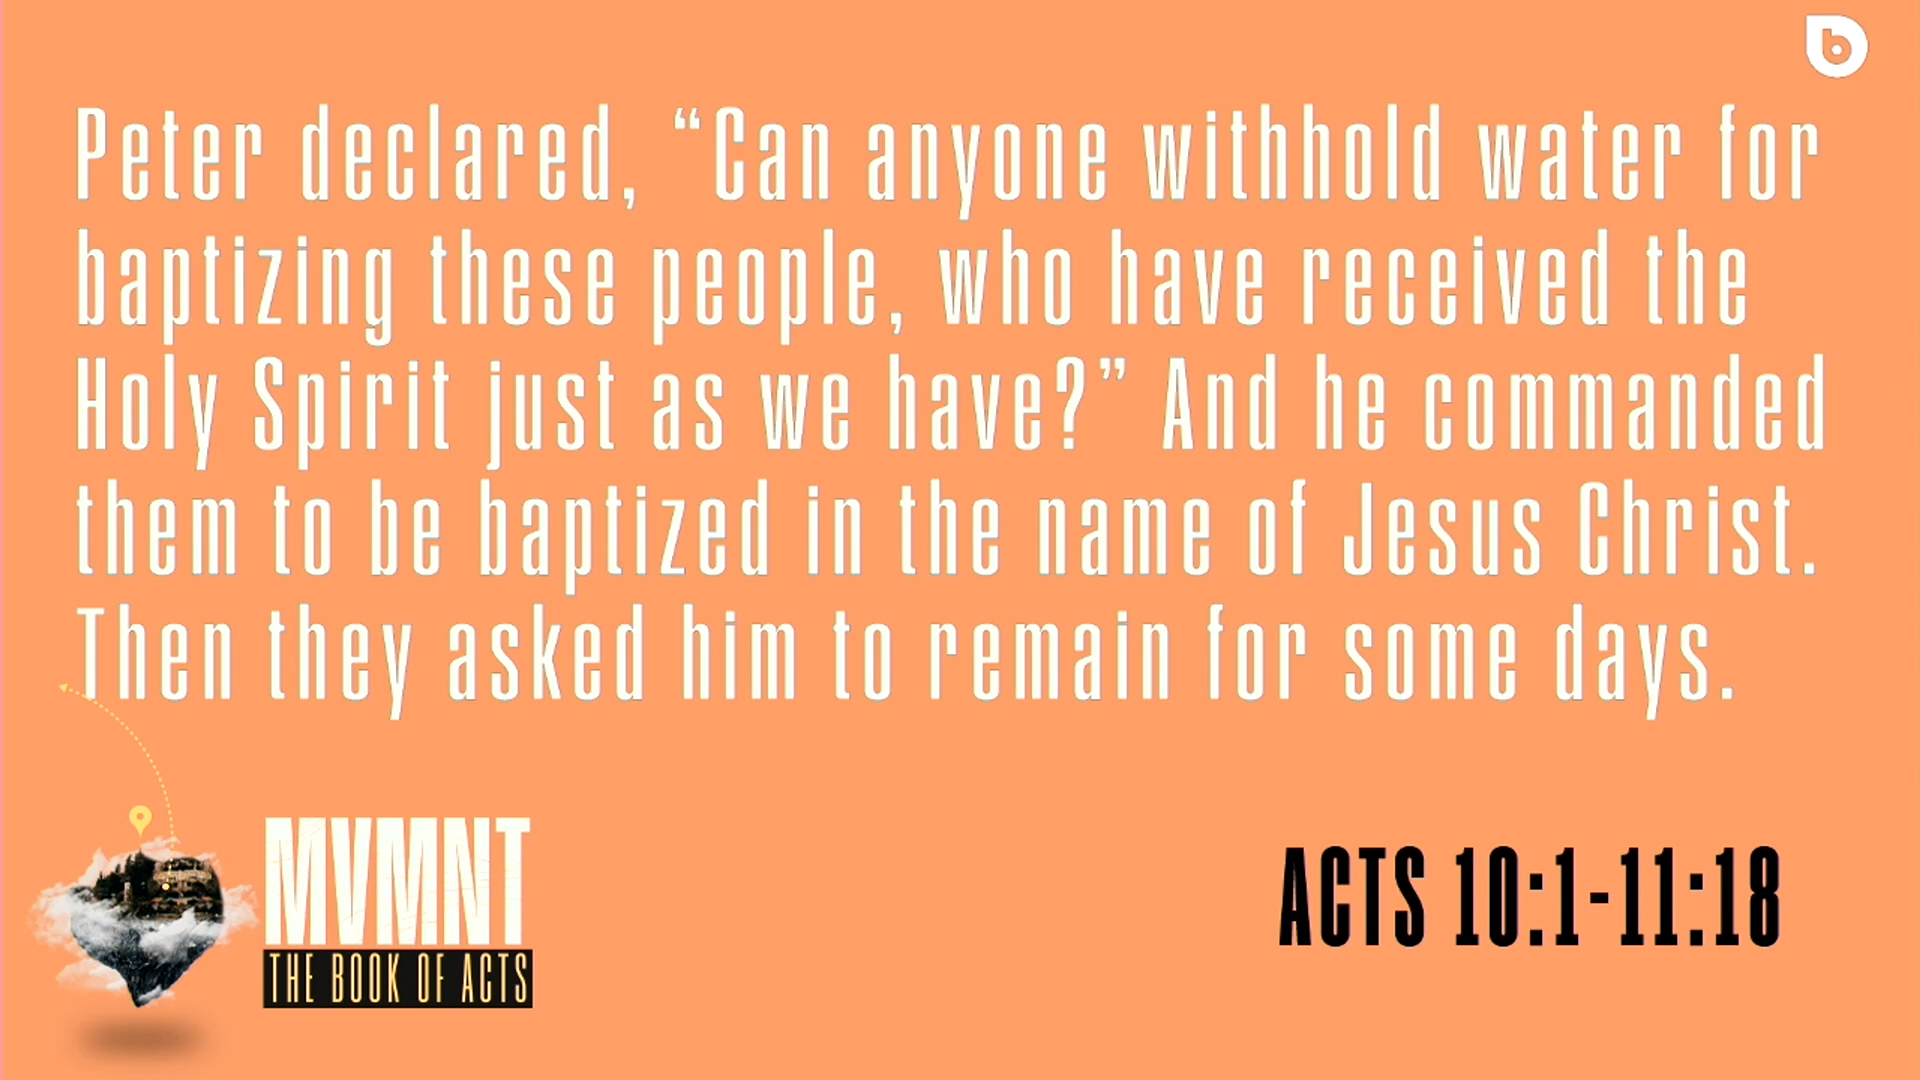 b
Peter declared, “Can anyone withhold water for
baptizing these people, who have received the
Holy Spirit just as we have?” And he commanded
them to be baptized in the name of Jesus Christ.
Then they asked him to remain for some days.
MVMNT
THE BOOK OF ACTS
ACTS 10:1-11:18